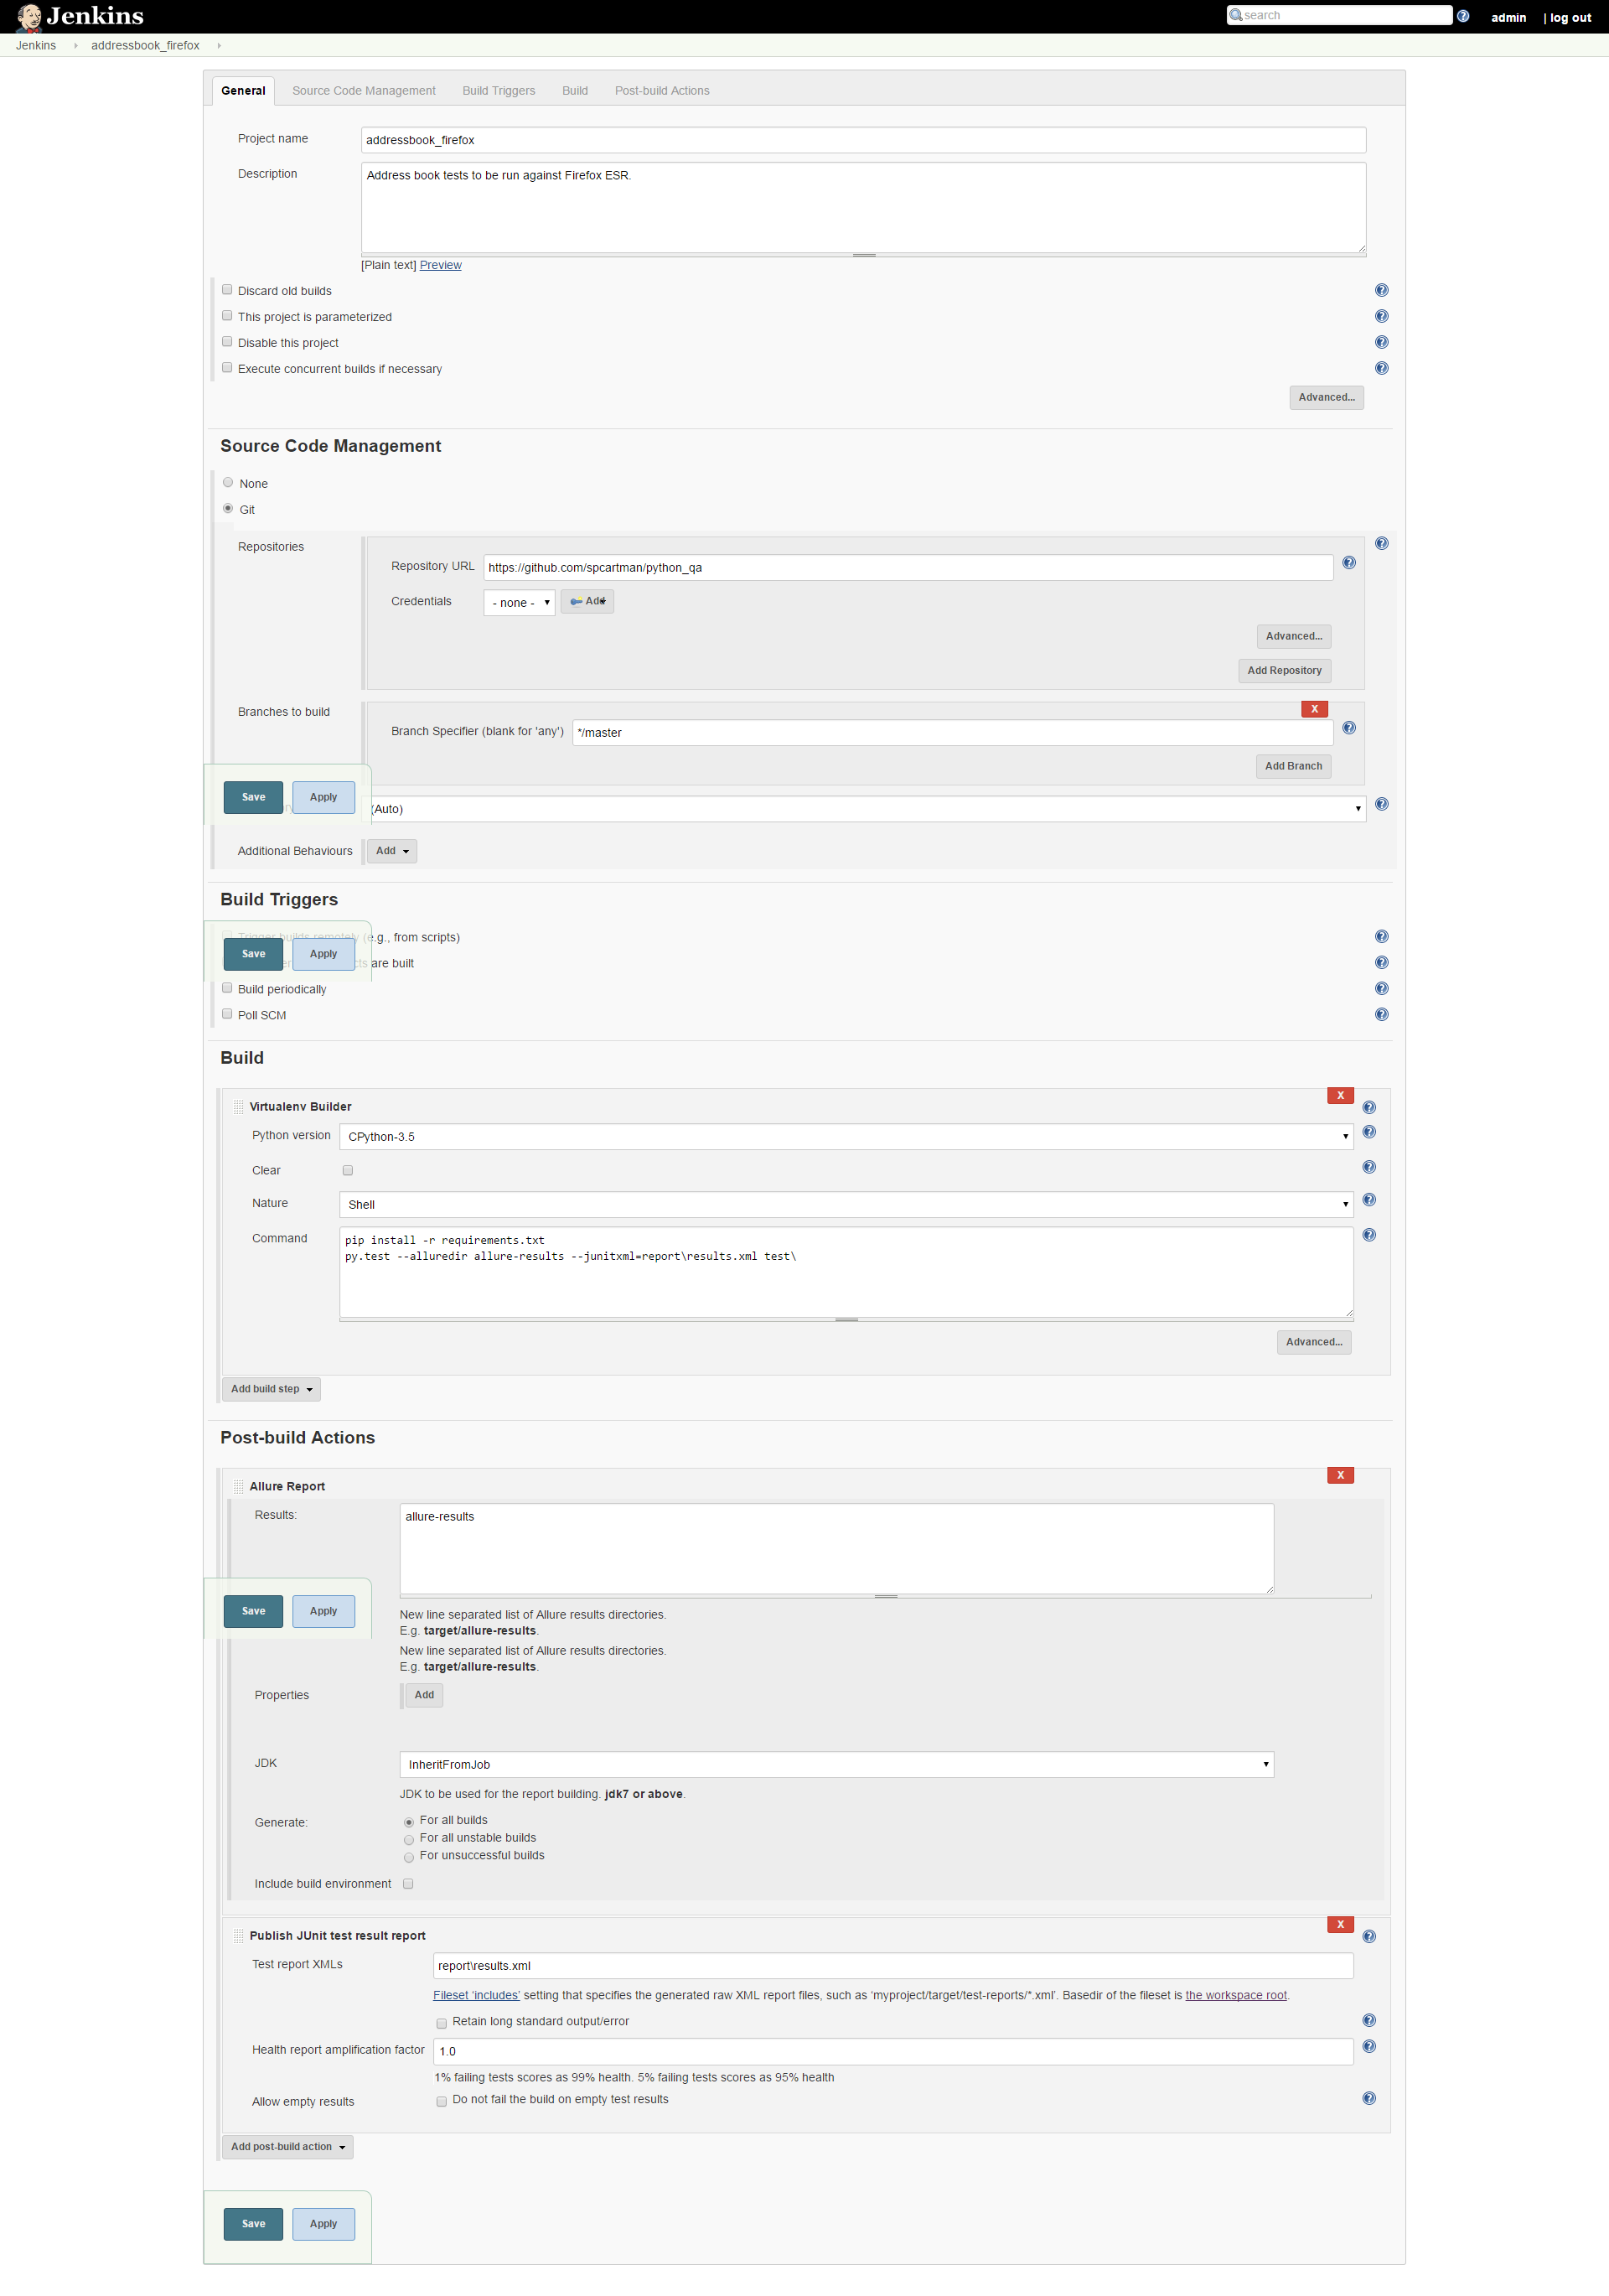 Jenkins
search
admin | log out
Jenkins addressbook_firefox
General Source Code Management Build Triggers Build Post-build Actions
Project name addressbook_firefox
Description Address book tests to be run against Firefox ESR.
[Plain text] Preview
Discard old builds
This project is parameterized
Disable this project
Execute concurrent builds if necessary
Advanced...
Source Code Management
None
Git
Repositories
Repository URL https://github.com/spcartman/python_qa
Credentials - none - Add
Advanced...
Add Repository
Branches to build X
Branch Specifier (blank for 'any') */master
Add Branch
Save Apply
(Auto)
Additional Behaviours Add
Build Triggers
Trigger builds remotely (e.g., from scripts)
Save Apply
are built
Build periodically
Poll SCM
Build
X
Virtualenv Builder
Python version CPython-3.5
Clear
Nature Shell
Command pip install -r requirements.txt
py.test --alluredir allure-results --junitxml=report\results.xml test\
Advanced...
Add build step
Post-build Actions
X
Allure Report
Results: allure-results
Save Apply
New line separated list of Allure results directories.
E.g. target/allure-results.
New line separated list of Allure results directories.
E.g. target/allure-results.
Properties Add
JDK InheritFromJob
JDK to be used for the report building. jdk7 or above.
Generate: For all builds
For all unstable builds
For unsuccessful builds
Include build environment
X
Publish JUnit test result report
Test report XMLs report\results.xml
Fileset 'includes' setting that specifies the generated raw XML report files, such as 'myproject/target/test-reports/*.xml'. Basedir of the fileset is the workspace root.
Retain long standard output/error
Health report amplification factor 1.0
1% failing tests scores as 99% health. 5% failing tests scores as 95% health
Allow empty results Do not fail the build on empty test results
Add post-build action
Save Apply